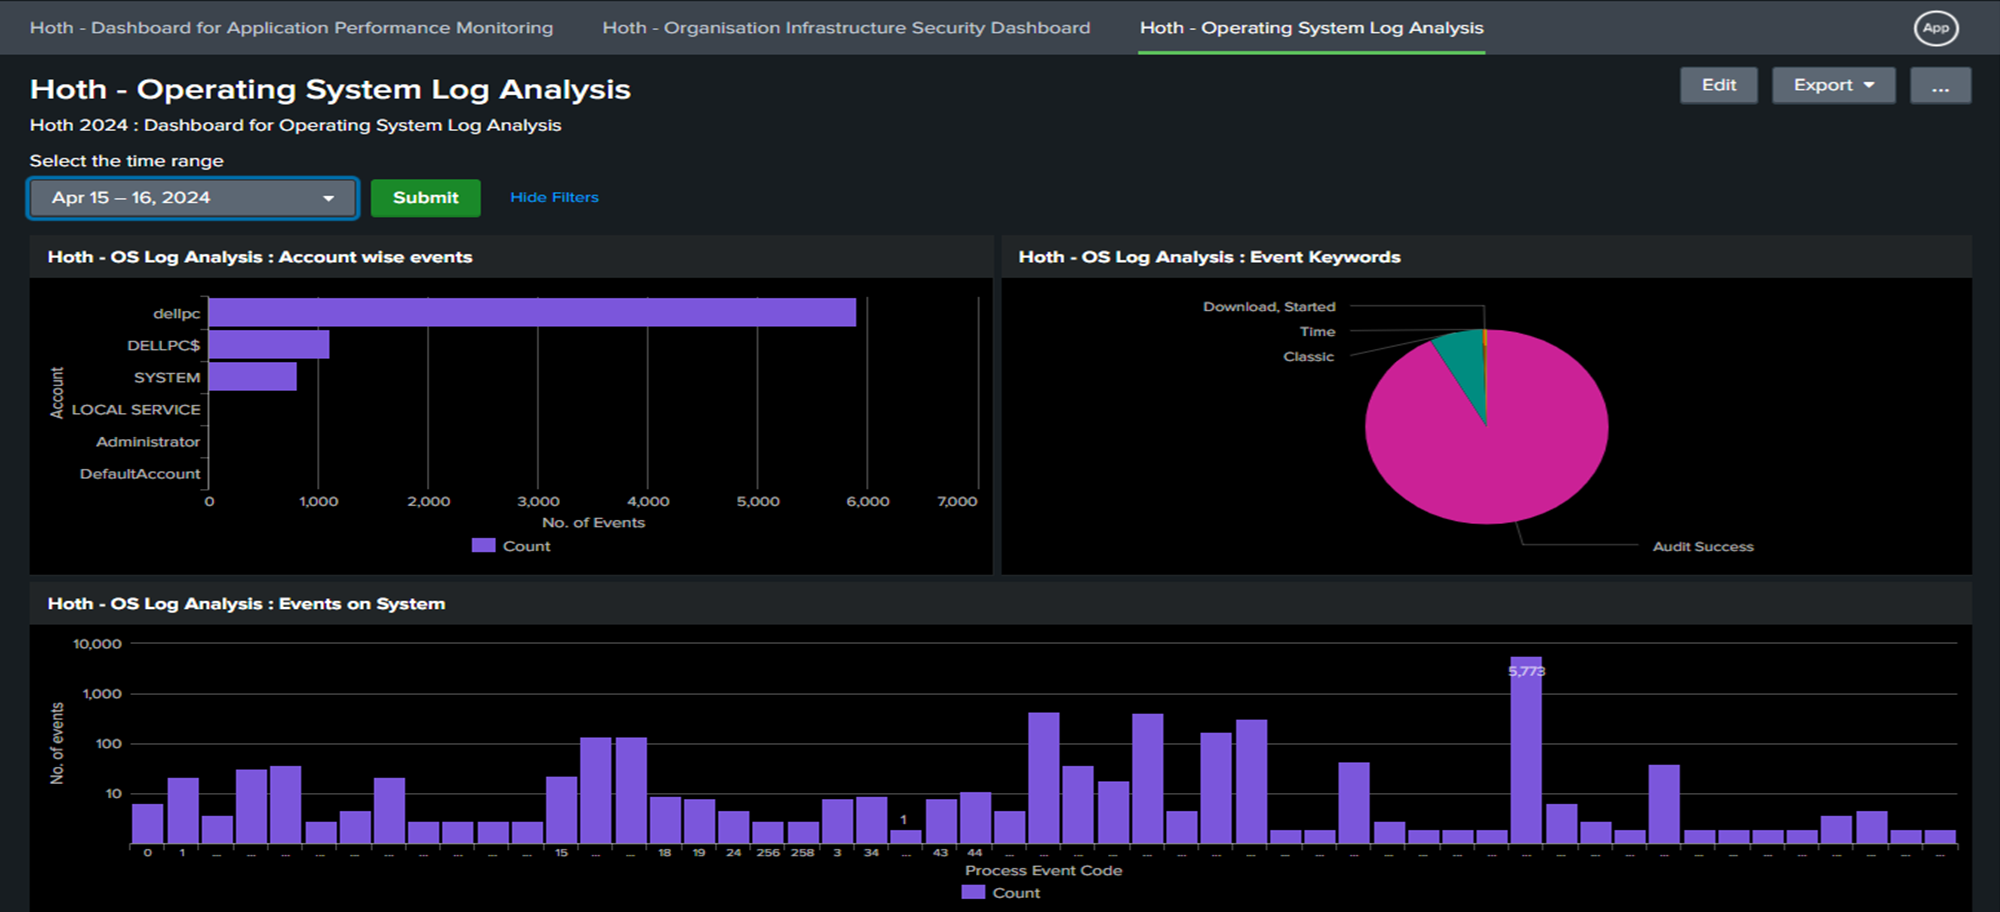 Hoth - Dashboard for Application Performance Monitoring
Hoth - Organisation Infrastructure Security Dashboard
Hoth - Operating System Log Analysis
App
Hoth - Operating System Log Analysis
Edit
Export
...
Hoth 2024 : Dashboard for Operating System Log Analysis
Select the time range
Apr 15 – 16, 2024
Submit
Hide Filters
Hoth - OS Log Analysis : Account wise events
Account
dellpc
DELLPC$
SYSTEM
LOCAL SERVICE
Administrator
DefaultAccount
0 1,000 2,000 3,000 4,000 5,000 6,000 7,000
No. of Events
Count
Hoth - OS Log Analysis : Event Keywords
Download, Started
Time
Classic
Audit Success
Hoth - OS Log Analysis : Events on System
No. of events
10,000
1,000
100
10
5,773
1
0 1 ... ... ... ... ... ... ... ... ... ... 15 ... ... 18 19 24 256 258 3 34 ... 43 44 ... ... ... ... ... ... ... ... ... ... ... ... ... ... ... ... ... ... ... ... ... ... ... ... ... ... ... ...
Process Event Code
Count